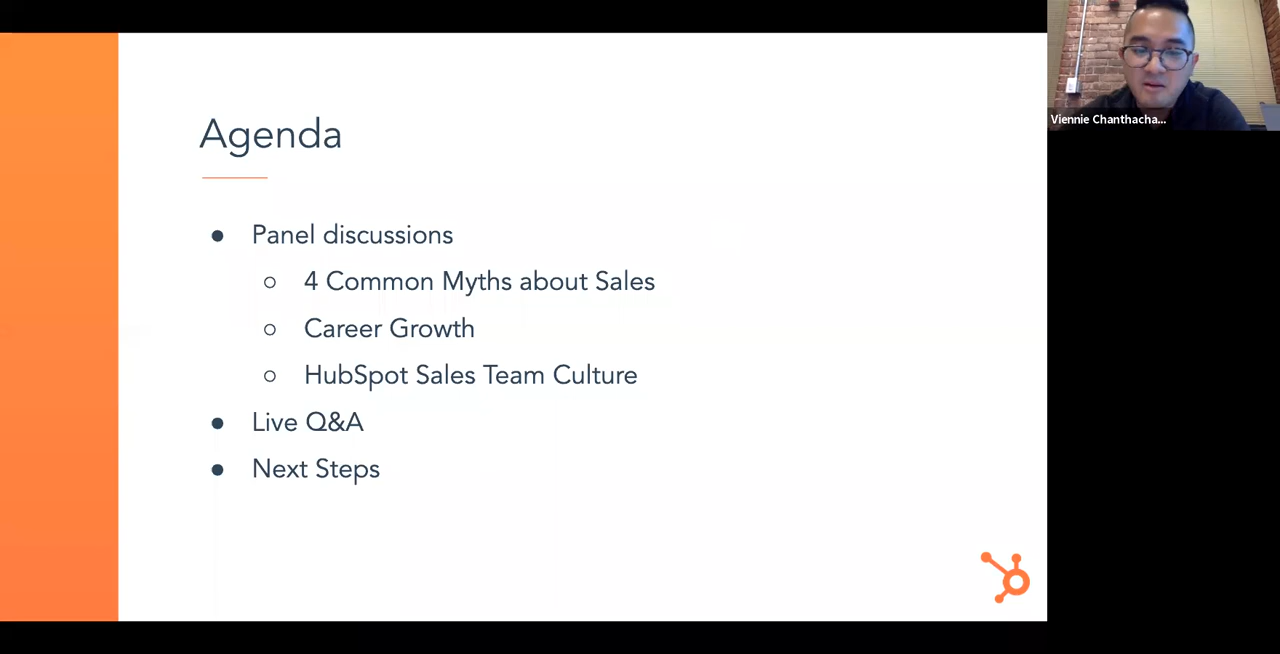 Agenda
Panel discussions
4 Common Myths about Sales
Career Growth
HubSpot Sales Team Culture
Live Q&A
Next Steps
Viennie Chanthacha...